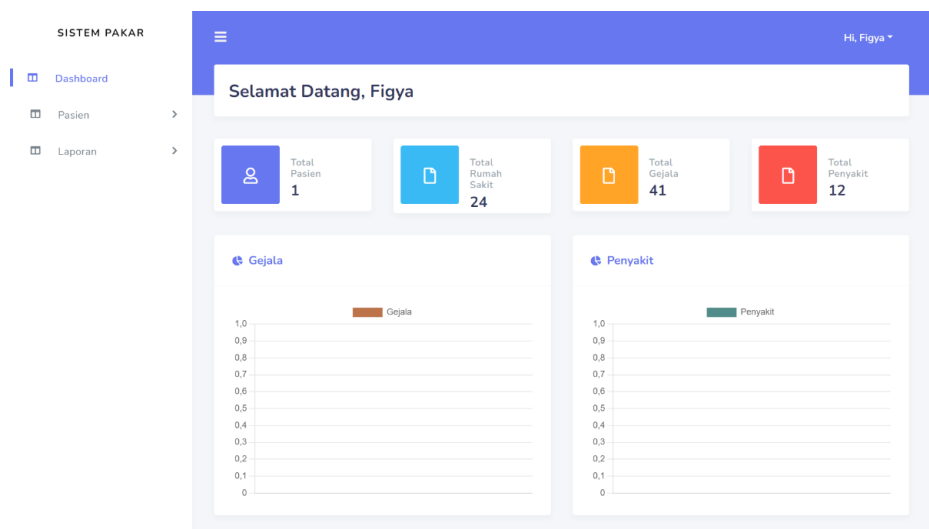 SISTEM PAKAR
Hi, Figya
Dashboard
Pasien
Laporan
Selamat Datang, Figya
Total
Pasien
1
Total
Rumah
Sakit
24
Total
Gejala
41
Total
Penyakit
12
Gejala
Gejala
1,0
0,9
0,8
0,7
0,6
0,5
0,4
0,3
0,2
0,1
0
Penyakit
Penyakit
1,0
0,9
0,8
0,7
0,6
0,5
0,4
0,3
0,2
0,1
0